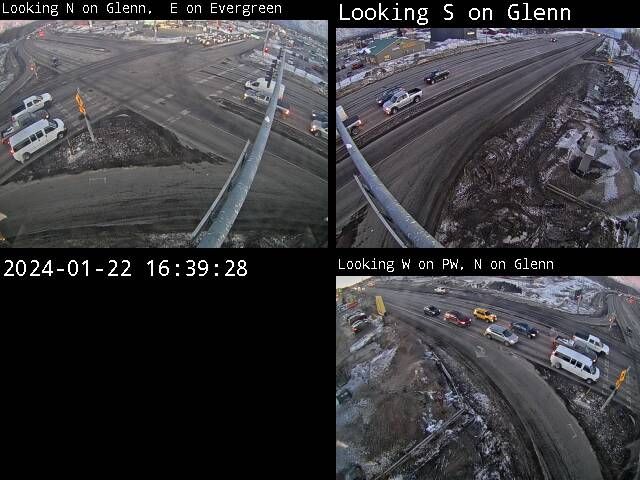 Looking N on Glenn,  E on Evergreen
Looking S on Glenn
2024-01-22 16:39:28
Looking W on PW, N on Glenn